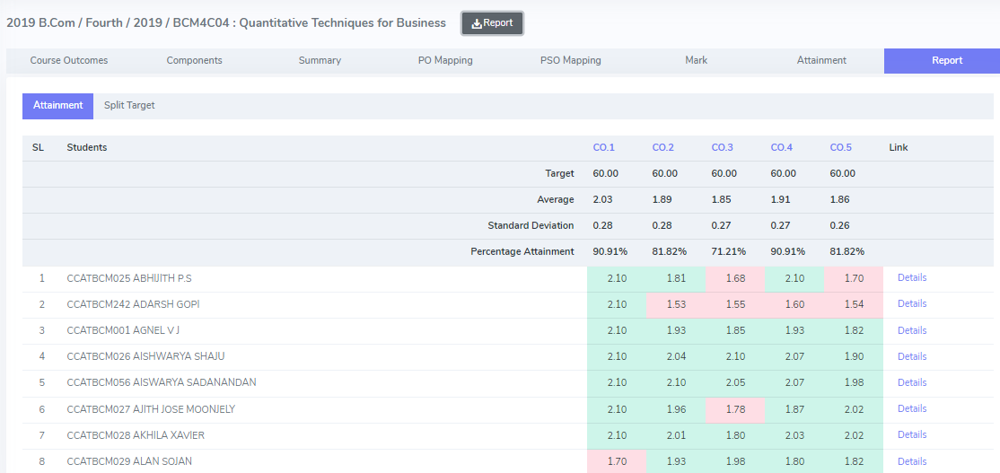 2019 B.Com / Fourth / 2019 / BCM4C04 : Quantitative Techniques for Business Report
Course Outcomes Components Summary PO Mapping PSO Mapping Mark Attainment Report
Attainment Split Target
SL Students CO.1 CO.2 CO.3 CO.4 CO.5 Link
Target 60.00 60.00 60.00 60.00 60.00
Average 2.03 1.89 1.85 1.91 1.86
Standard Deviation 0.28 0.28 0.27 0.27 0.26
Percentage Attainment 90.91% 81.82% 71.21% 90.91% 81.82%
1 CCATBCM025 ABHIJITH P.S 2.10 1.81 1.68 2.10 1.70 Details
2 CCATBCM242 ADARSH GOPI 2.10 1.53 1.55 1.60 1.54 Details
3 CCATBCM001 AGNEL V J 2.10 1.93 1.85 1.93 1.82 Details
4 CCATBCM026 AISHWARYA SHAJU 2.10 2.04 2.10 2.07 1.90 Details
5 CCATBCM056 AISWARYA SADANANDAN 2.10 2.10 2.05 2.07 1.98 Details
6 CCATBCM027 AJITH JOSE MOONJELY 2.10 1.96 1.78 1.87 2.02 Details
7 CCATBCM028 AKHILA XAVIER 2.10 2.01 1.80 2.03 2.02 Details
8 CCATBCM029 ALAN SOJAN 1.70 1.93 1.98 1.80 1.82 Details